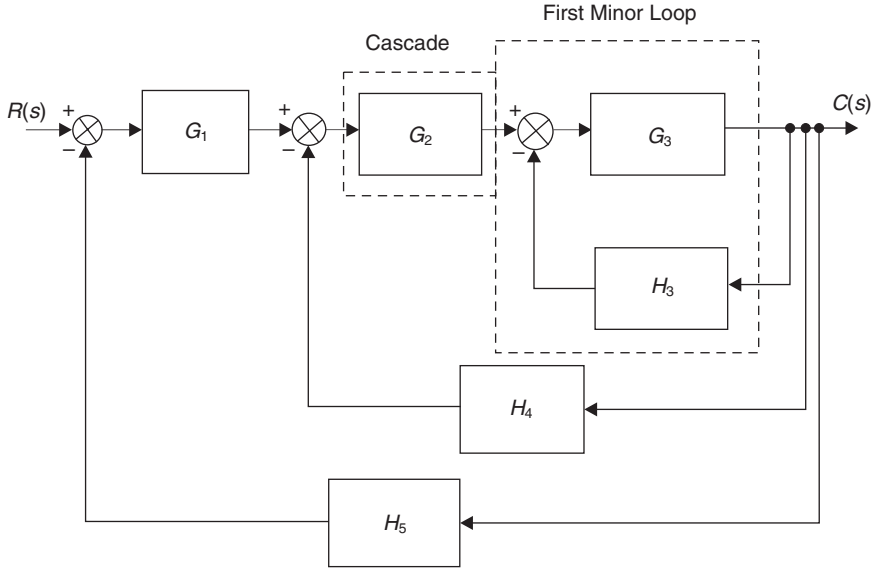 First Minor Loop
Cascade
R(s)
+
−
G₁
+
−
G₂
+
−
G₃
C(s)
H₃
H₄
H₅